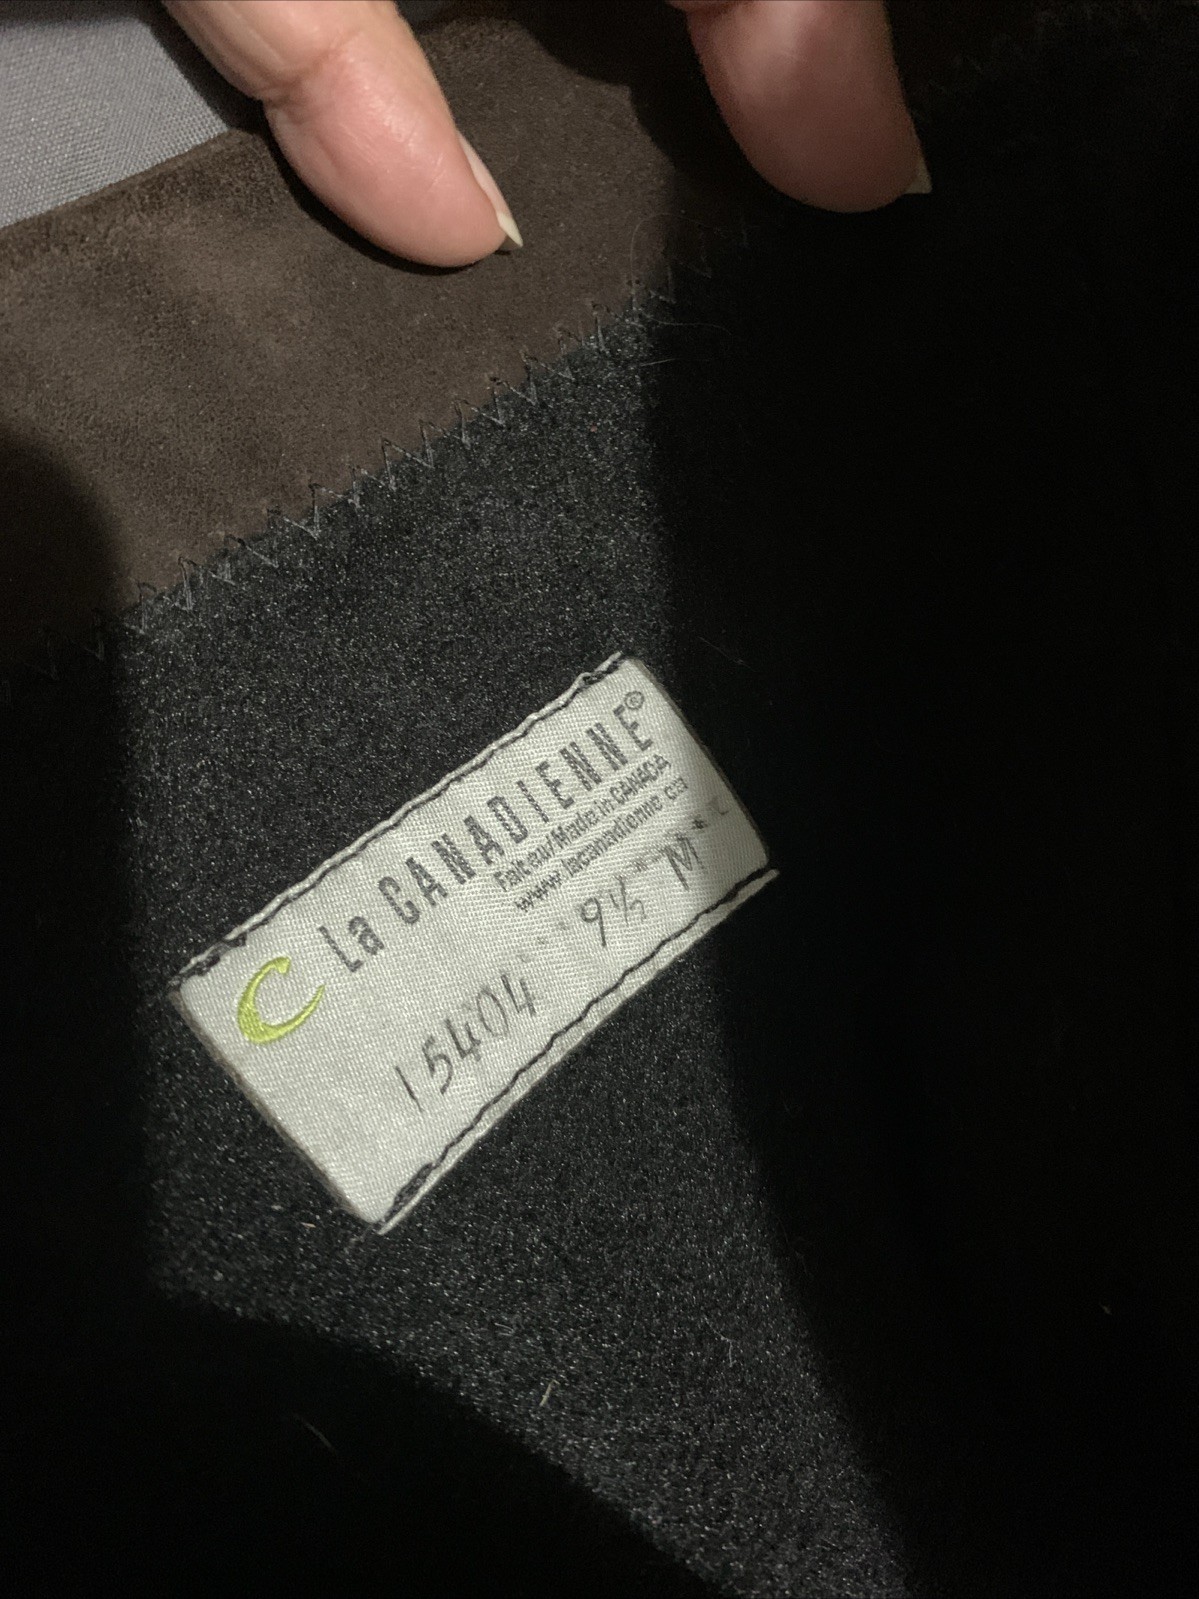 C La CANADIENNE®
Fait au/Made in CANADA
www.lacanadienne.ca
15404 9½ M